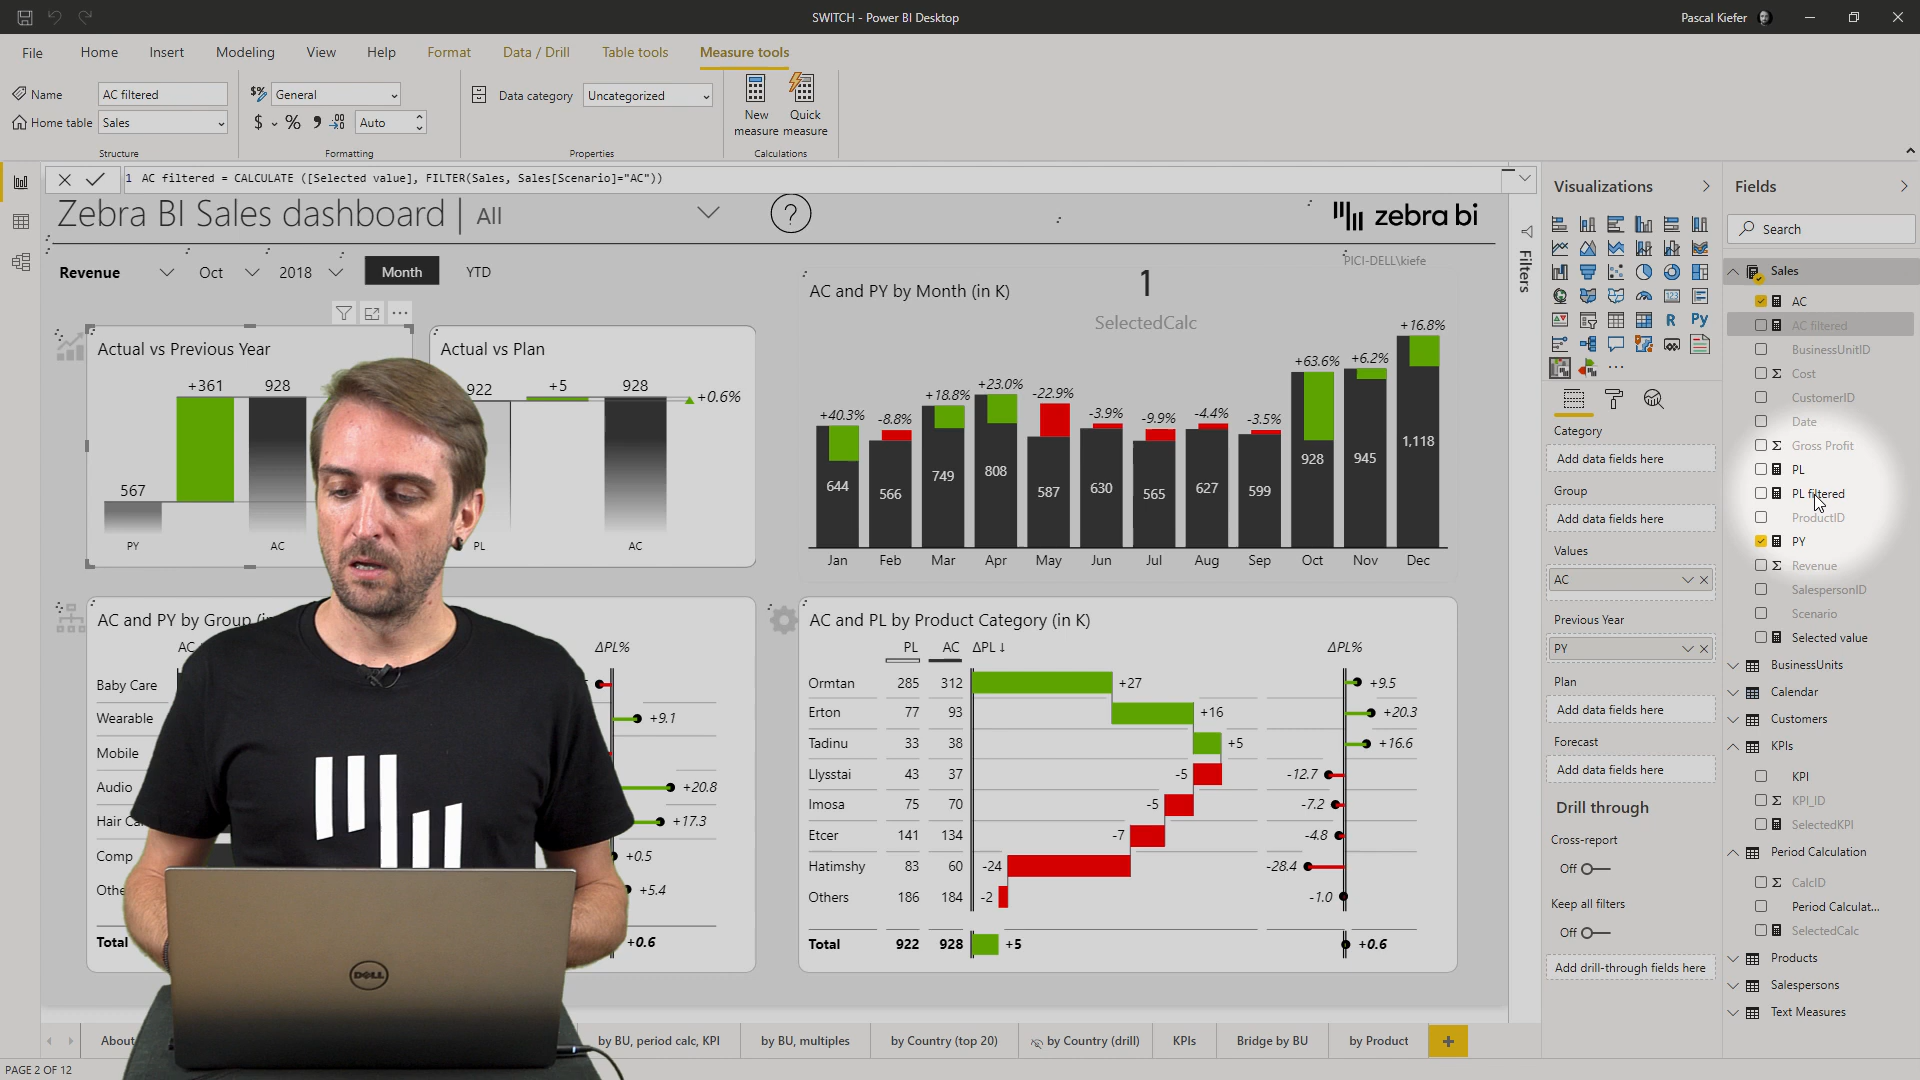 SWITCH - Power BI Desktop
Pascal Kiefer
File Home Insert Modeling View Help Format Data / Drill Table tools Measure tools
Name AC filtered
$% General
Data category Uncategorized
Home table Sales
$ % Auto
New measure
Quick measure
Structure Formatting Properties Calculations
1 AC filtered = CALCULATE ([Selected value], FILTER(Sales, Sales[Scenario]="AC"))
Zebra BI Sales dashboard | All
?
zebra bi
Revenue Oct 2018 Month YTD
PICI-DELL\kiefe
Actual vs Previous Year
+361 928
567
PY AC
Actual vs Plan
922 +5 928
+0.6%
PL AC
AC and PY by Month (in K)
1
SelectedCalc
+40.3% -8.8% +18.8% +23.0% -22.9% -3.9% -9.9% -4.4% -3.5% +63.6% +6.2% +16.8%
644 566 749 808 587 630 565 627 599 928 945 1,118
Jan Feb Mar Apr May Jun Jul Aug Sep Oct Nov Dec
AC and PY by Group
ΔPL%
Baby Care
Wearable +9.1
Mobile
Audio +20.8
Hair +17.3
Comp +0.5
Othe +5.4
Total +0.6
DELL
AC and PL by Product Category (in K)
PL AC ΔPL ↓ ΔPL%
Ormtan 285 312 +27 +9.5
Erton 77 93 +16 +20.3
Tadinu 33 38 +5 +16.6
Llysstai 43 37 -5 -12.7
Imosa 75 70 -5 -7.2
Etcer 141 134 -7 -4.8
Hatimshy 83 60 -24 -28.4
Others 186 184 -2 -1.0
Total 922 928 +5 +0.6
Filters
Visualizations
R Py
Category
Add data fields here
Group
Add data fields here
Values
AC
Previous Year
PY
Plan
Add data fields here
Forecast
Add data fields here
Drill through
Cross-report
Off
Keep all filters
Off
Add drill-through fields here
Fields
Search
Sales
AC
AC filtered
BusinessUnitID
Cost
CustomerID
Date
Gross Profit
PL
PL filtered
ProductID
PY
Revenue
SalespersonID
Scenario
Selected value
BusinessUnits
Calendar
Customers
KPIs
KPI
KPI_ID
SelectedKPI
Period Calculation
CalcID
Period Calculat...
SelectedCalc
Products
Salespersons
Text Measures
About by BU, period calc, KPI by BU, multiples by Country (top 20) by Country (drill) KPIs Bridge by BU by Product +
PAGE 2 OF 12